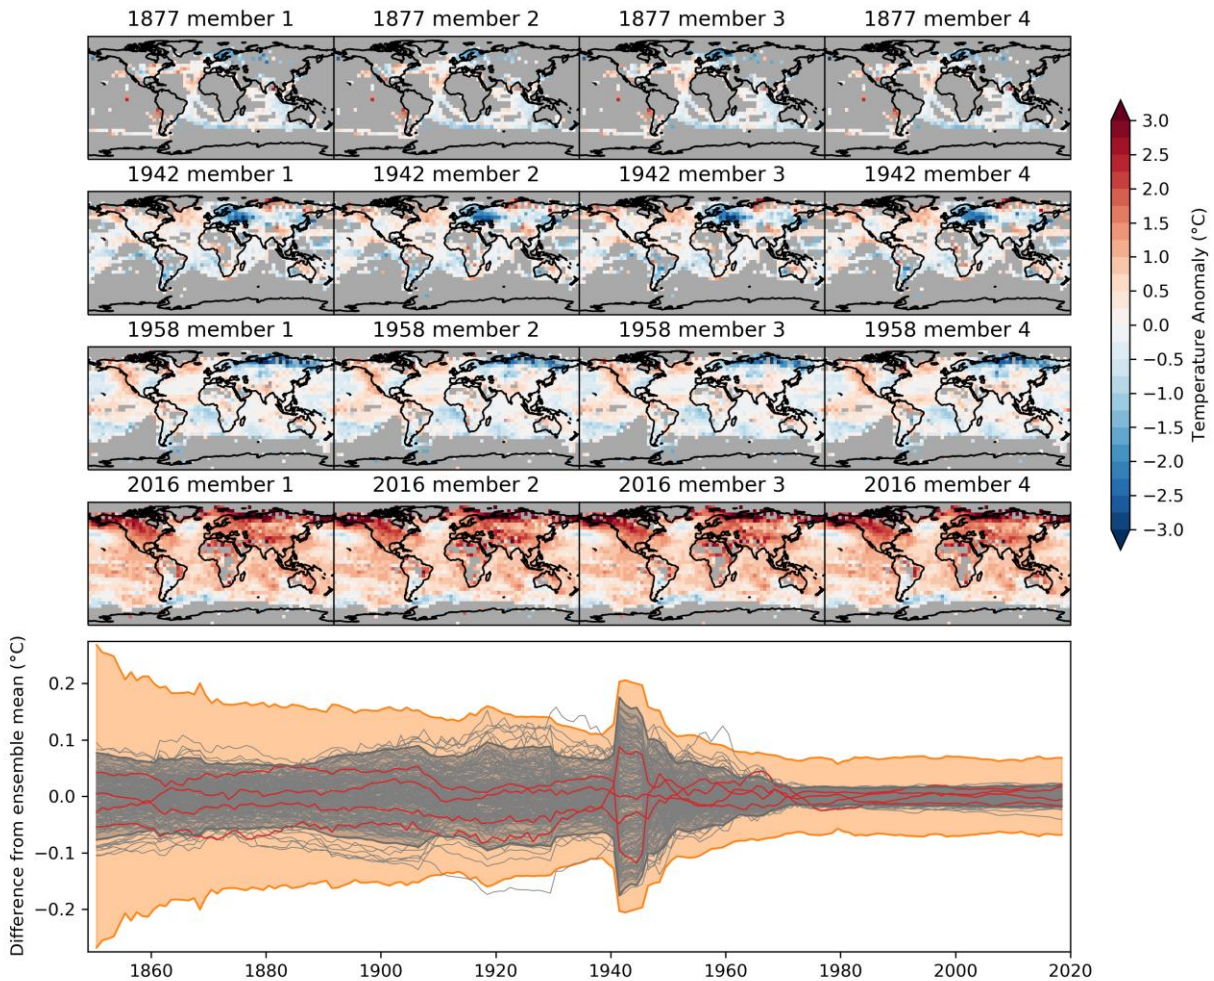 1877 member 1 1877 member 2 1877 member 3 1877 member 4
1942 member 1 1942 member 2 1942 member 3 1942 member 4
1958 member 1 1958 member 2 1958 member 3 1958 member 4
2016 member 1 2016 member 2 2016 member 3 2016 member 4
3.0
2.5
2.0
1.5
1.0
0.5
0.0
−0.5
−1.0
−1.5
−2.0
−2.5
−3.0
Temperature Anomaly (°C)
Difference from ensemble mean (°C)
0.2
0.1
0.0
−0.1
−0.2
1860 1880 1900 1920 1940 1960 1980 2000 2020